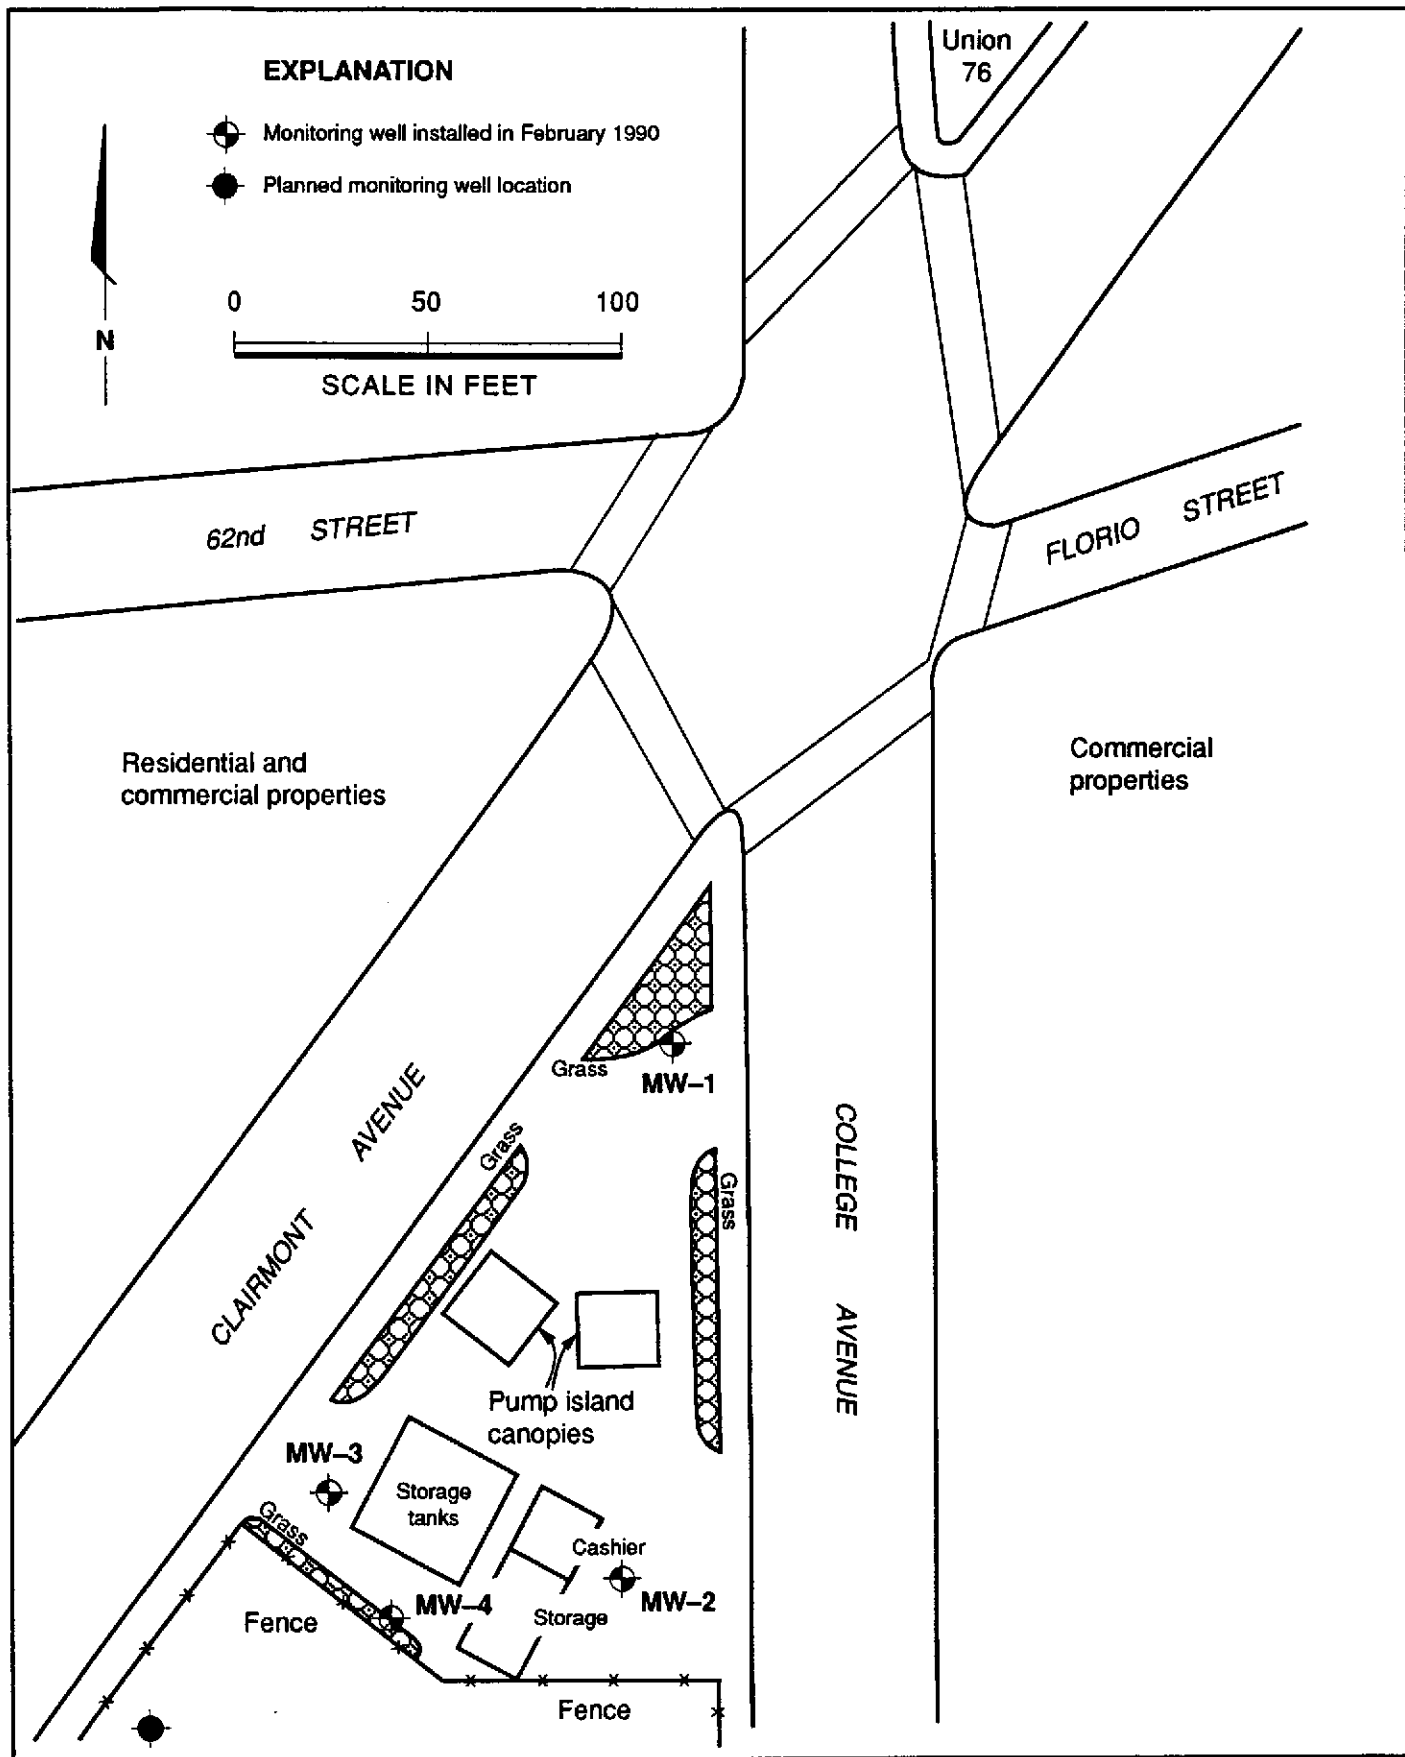 EXPLANATION
Monitoring well installed in February 1990
Planned monitoring well location
Union
76
0 50 100
N
SCALE IN FEET
62nd STREET
FLORIO STREET
Residential and
commercial properties
Commercial
properties
Grass
MW-1
CLAIRMONT AVENUE
COLLEGE AVENUE
Grass
Grass
Pump island
canopies
MW-3
Storage
tanks
Grass
Cashier
MW-4
MW-2
Storage
Fence
Fence